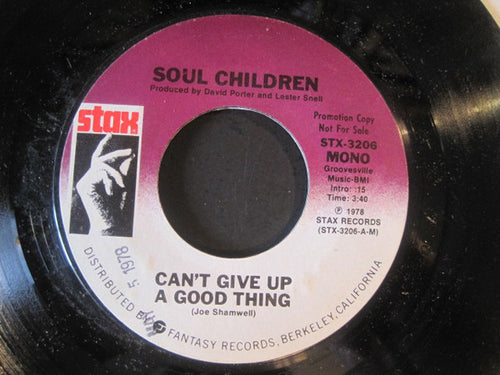 SOUL CHILDREN
Produced by David Porter and Lester Snell
stax
Promotion Copy
Not For Sale
STX-3206
MONO
Groovesville
Music-BMI
Intro: :15
Time: 3:40
℗ 1978
STAX RECORDS
(STX-3206-A-M)
CAN'T GIVE UP
A GOOD THING
(Joe Shamwell)
MAY 5 1978
DISTRIBUTED BY FANTASY RECORDS, BERKELEY, CALIFORNIA